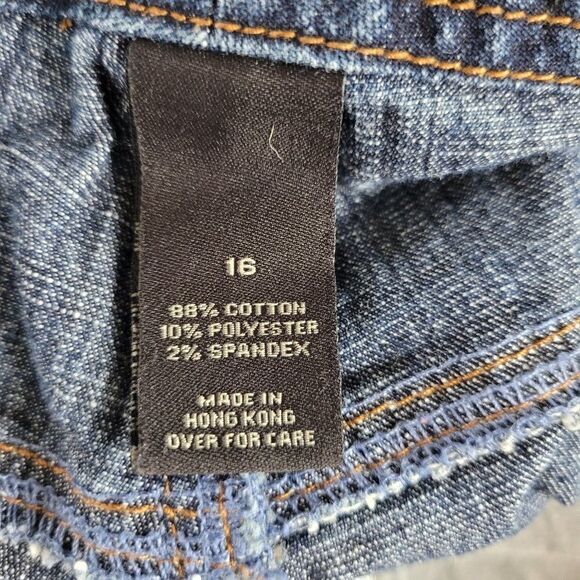 16
88% COTTON
10% POLYESTER
2% SPANDEX
MADE IN
HONG KONG
OVER FOR CARE